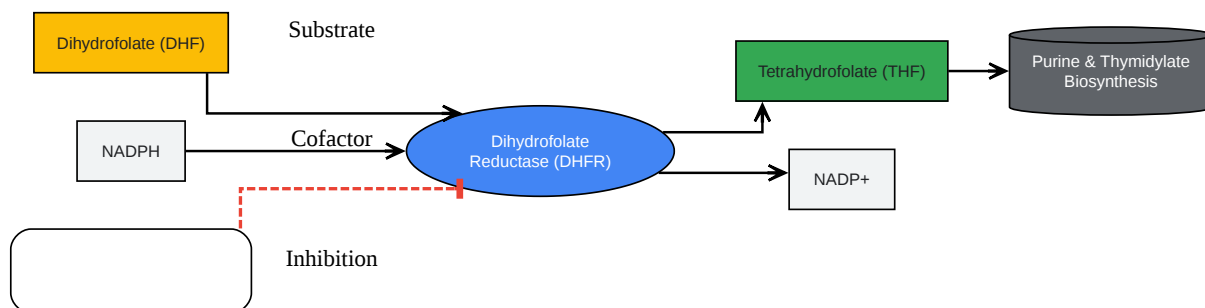 Dihydrofolate (DHF)
Substrate
Tetrahydrofolate (THF)
Purine & Thymidylate
Biosynthesis
NADPH
Cofactor
Dihydrofolate
Reductase (DHFR)
NADP+
Inhibition